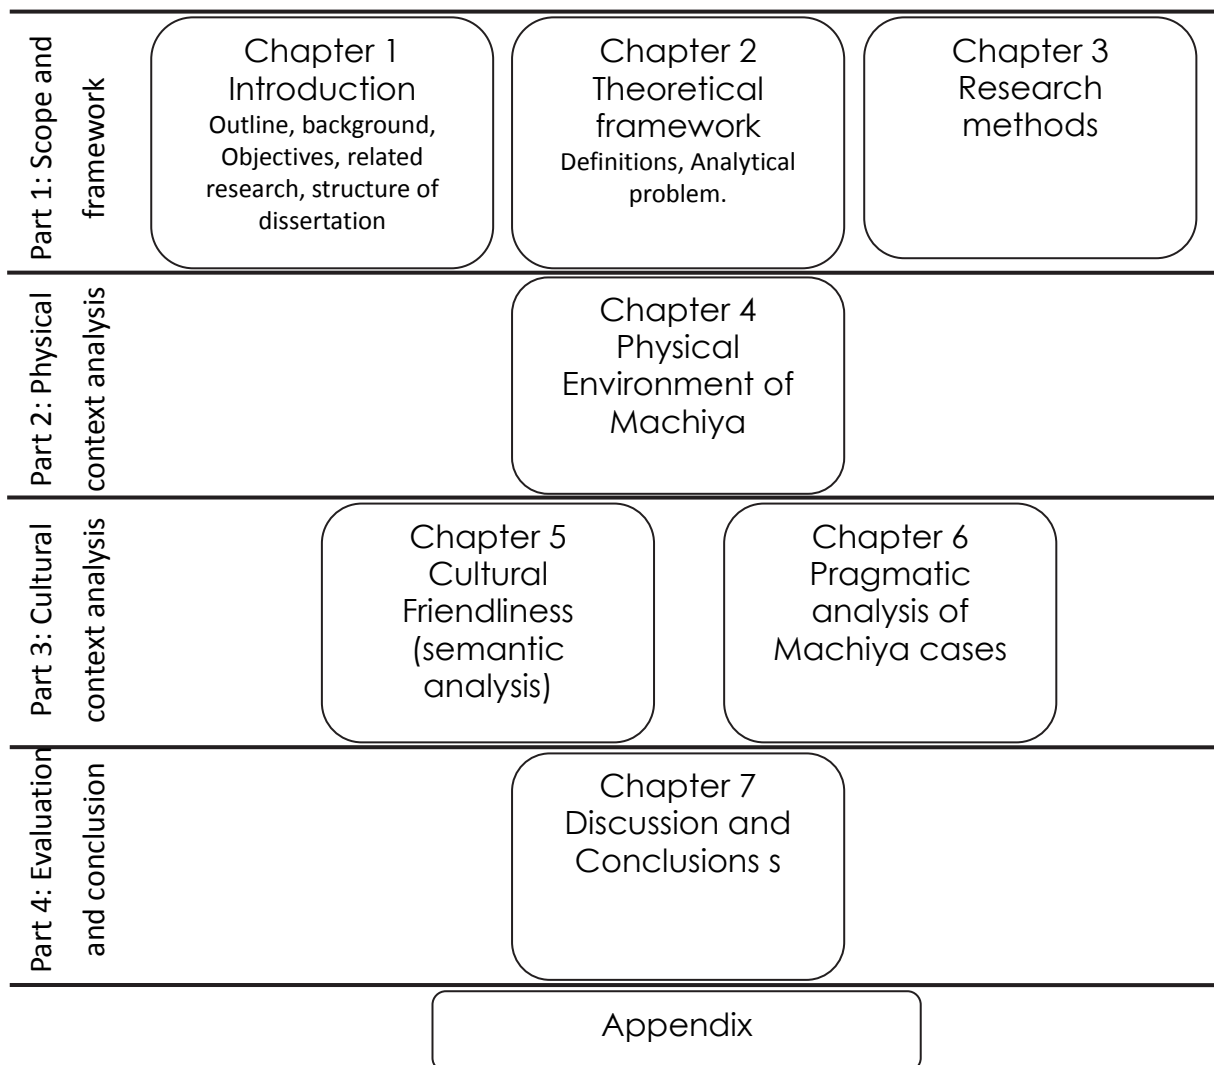 Part 1: Scope and
framework
Chapter 1
Introduction
Outline, background,
Objectives, related
research, structure of
dissertation
Chapter 2
Theoretical
framework
Definitions, Analytical
problem.
Chapter 3
Research
methods
Part 2: Physical
context analysis
Chapter 4
Physical
Environment of
Machiya
Part 3: Cultural
context analysis
Chapter 5
Cultural
Friendliness
(semantic
analysis)
Chapter 6
Pragmatic
analysis of
Machiya cases
Part 4: Evaluation
and conclusion
Chapter 7
Discussion and
Conclusions s
Appendix